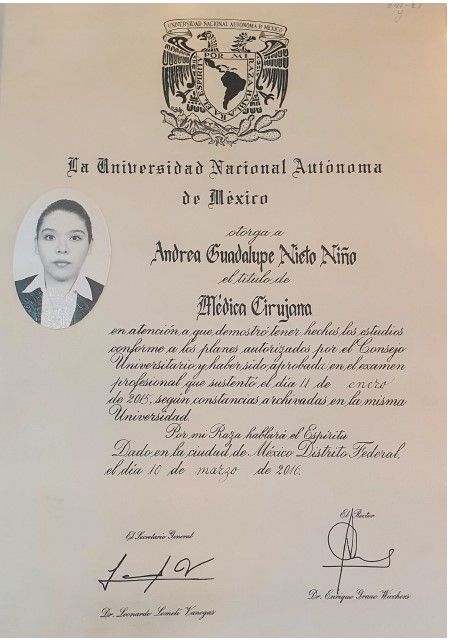 UNIVERSIDAD NACIONAL AUTÓNOMA DE MÉXICO
POR MI RAZA HABLARÁ EL ESPÍRITU
La Universidad Nacional Autónoma
de México
otorga a
Andrea Guadalupe Nieto Niño
el título de
Médica Cirujana
en atención a que demostró tener hechos los estudios
conforme a los planes autorizados por el Consejo
Universitario y haber sido aprobada en el examen
profesional que sustentó el día 11 de enero
de 2015, según constancias archivadas en la misma
Universidad.
Por mi Raza hablará el Espíritu
Dado en la ciudad de México Distrito Federal,
el día 10 de marzo de 2016.
El Secretario General
El Rector
Dr. Leonardo Lomelí Vanegas
Dr. Enrique Graue Wiechers